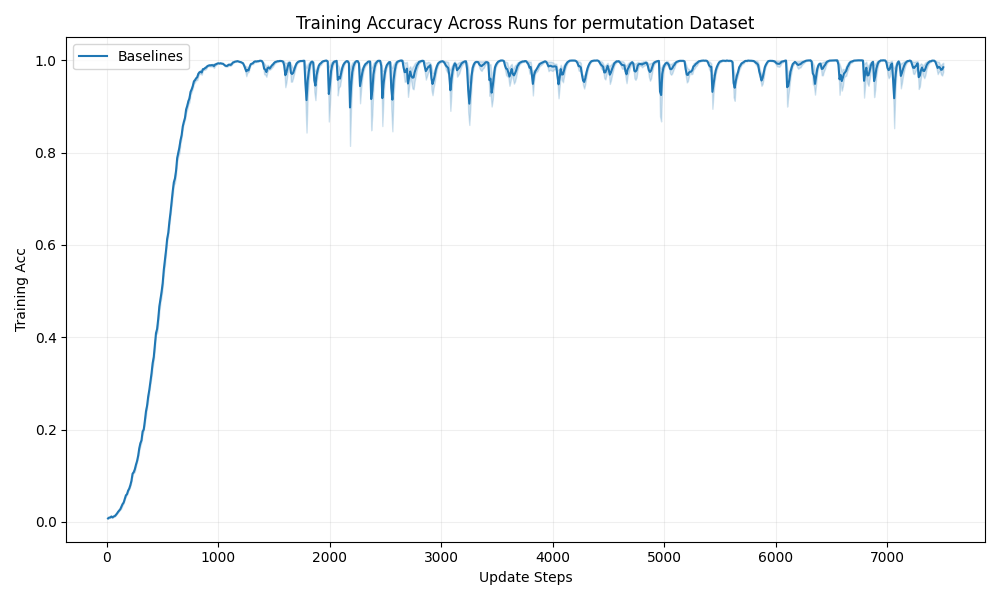 Training Accuracy Across Runs for permutation Dataset
Baselines
Training Acc
1.0
0.8
0.6
0.4
0.2
0.0
0 1000 2000 3000 4000 5000 6000 7000
Update Steps